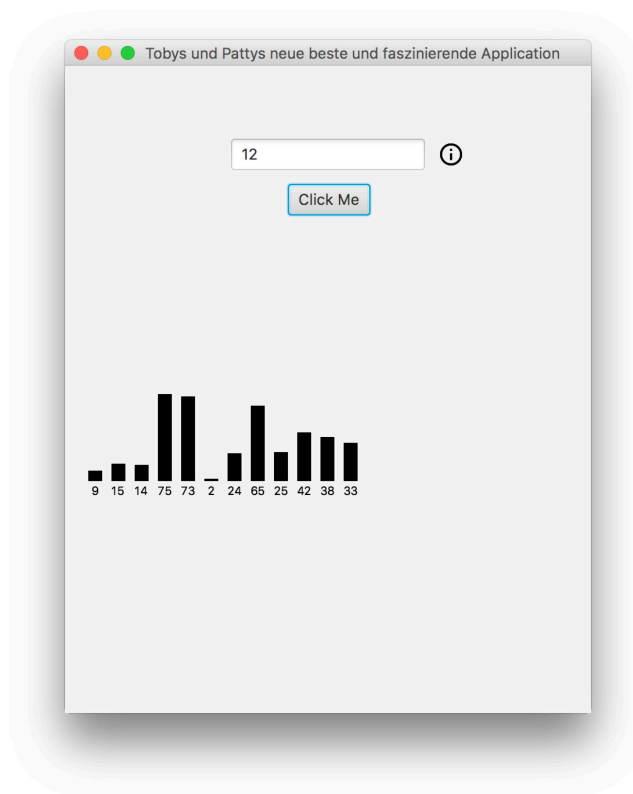 Tobys und Pattys neue beste und faszinierende Application
12
Click Me
9 15 14 75 73 2 24 65 25 42 38 33